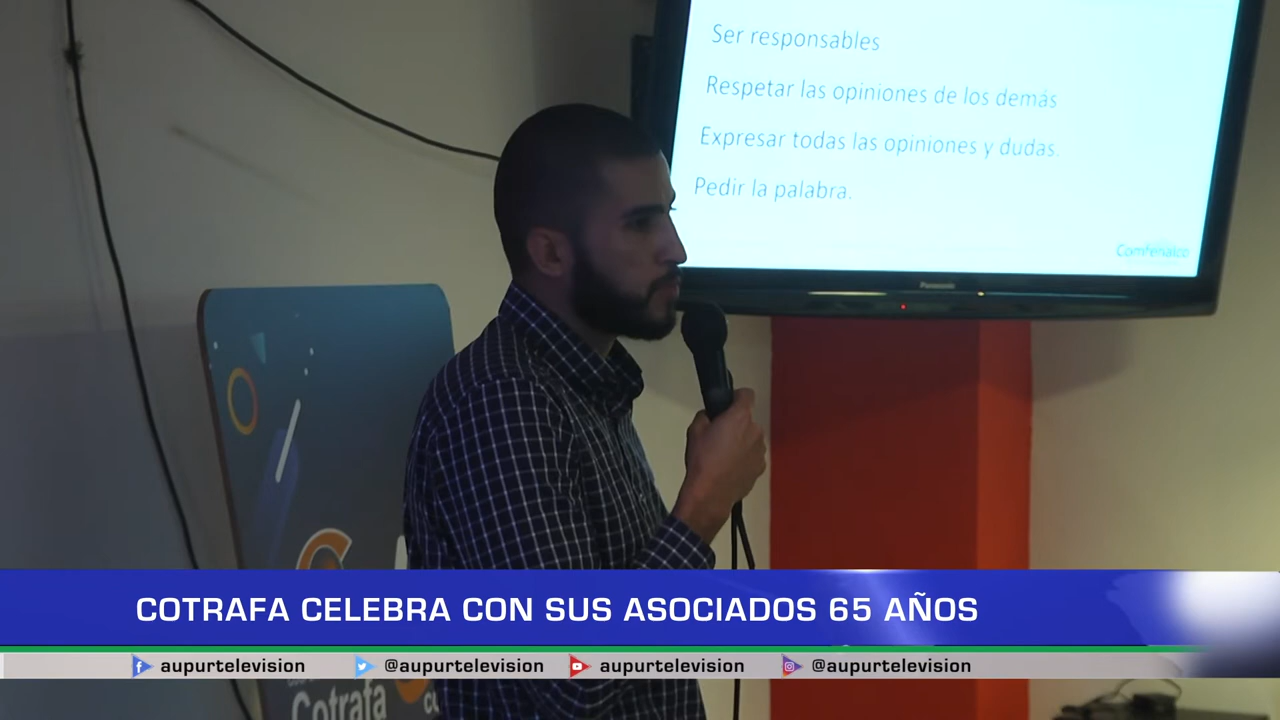 Ser responsables
Respetar las opiniones de los demás
Expresar todas las opiniones y dudas.
Pedir la palabra.
Comfenalco
Panasonic
COTRAFA CELEBRA CON SUS ASOCIADOS 65 AÑOS
aupurtelevision @aupurtelevision aupurtelevision @aupurtelevision
Cotrafa